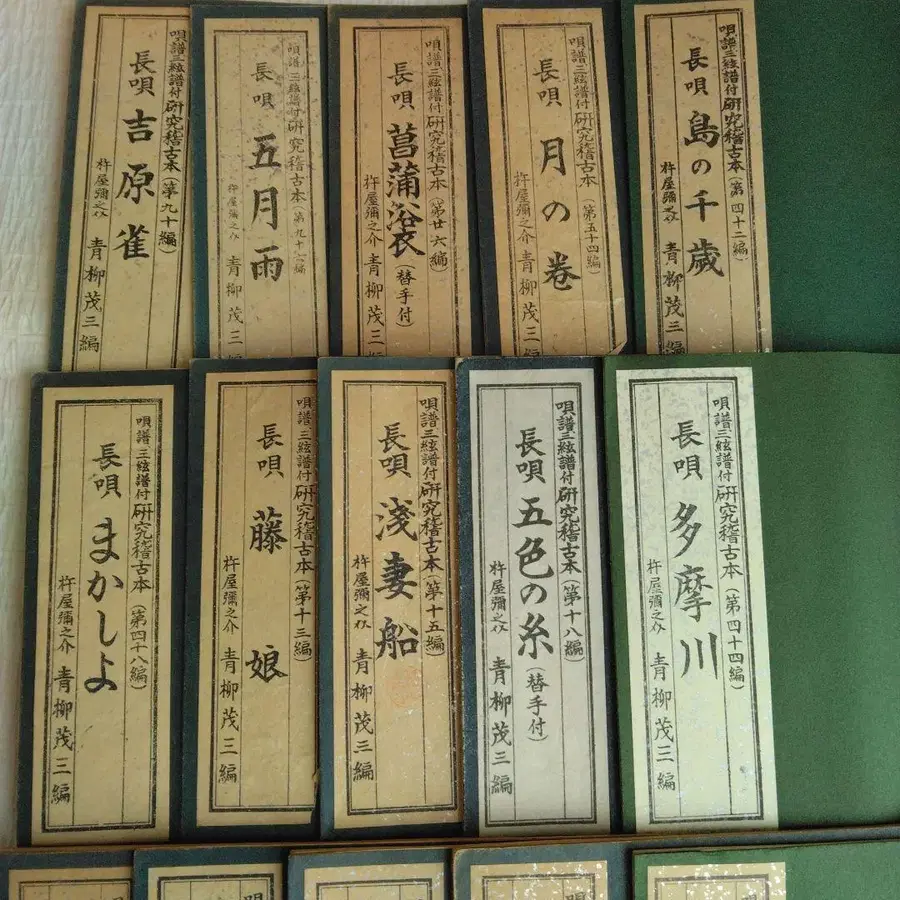 唄譜三絃譜付研究稽古本(第九十編)
長唄 吉原雀
杵屋彌之介 青柳茂三編
唄譜三絃譜付研究稽古本(第九十
長唄 五月雨
杵屋彌之介 青柳茂三
唄譜三絃譜付研究稽古本(第廿六編)
長唄 菖蒲浴衣(替手付)
杵屋彌之介 青柳茂三編
唄譜三絃譜付研究稽古本(第五十四編)
長唄 月の巻
杵屋彌之介 青柳茂三編
唄譜三絃譜付研究稽古本(第四十二編)
長唄 島の千歳
杵屋彌之介 青柳茂三編
唄譜三絃譜付研究稽古本(第四十八編)
長唄 まかしよ
杵屋彌之介 青柳茂三編
唄譜三絃譜付研究稽古本(第十三編)
長唄 藤娘
杵屋彌之介 青柳茂三編
唄譜三絃譜付研究稽古本(第十五編)
長唄 淺妻船
杵屋彌之介 青柳茂三編
唄譜三絃譜付研究稽古本(第十八編)
長唄 五色の糸(替手付)
杵屋彌之介 青柳茂三編
唄譜三絃譜付研究稽古本(第四十四編)
長唄 多摩川
杵屋彌之介 青柳茂三編